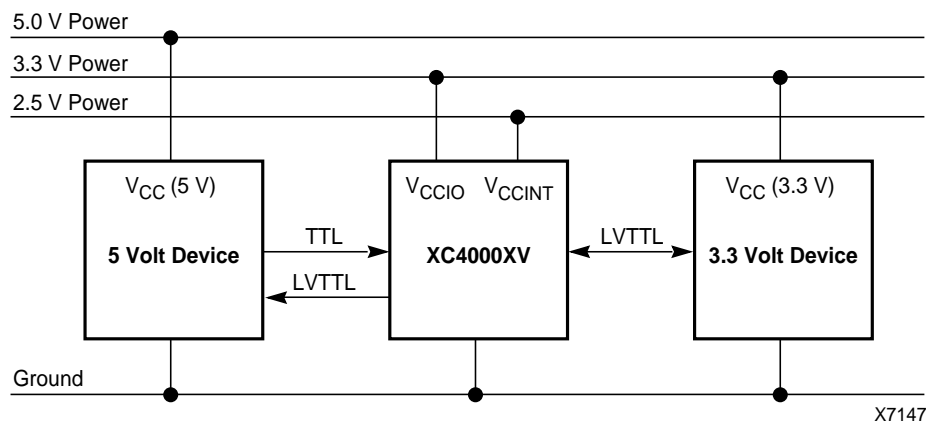 5.0 V Power
3.3 V Power
2.5 V Power
VCC (5 V)
VCCIO VCCINT
VCC (3.3 V)
5 Volt Device
TTL
XC4000XV
LVTTL
3.3 Volt Device
LVTTL
Ground
X7147